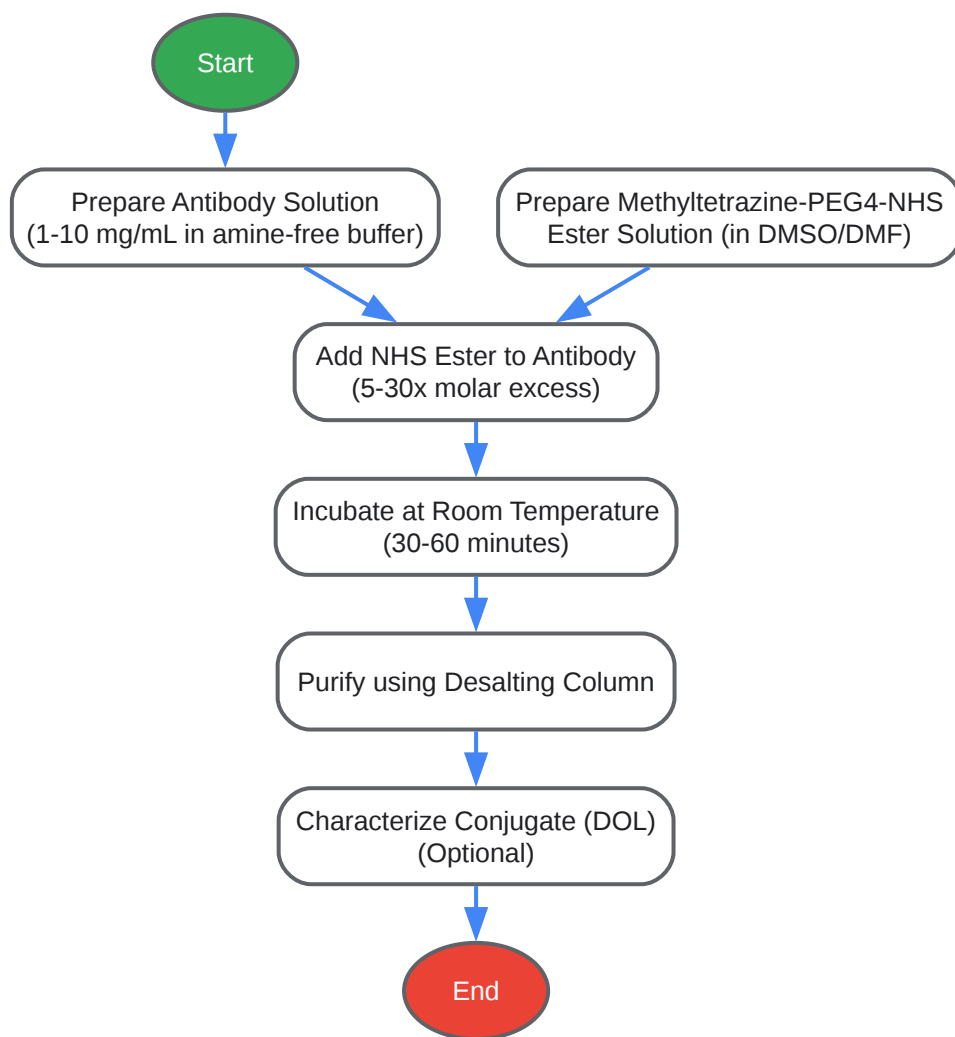 Start
Prepare Antibody Solution
(1-10 mg/mL in amine-free buffer)
Prepare Methyltetrazine-PEG4-NHS
Ester Solution (in DMSO/DMF)
Add NHS Ester to Antibody
(5-30x molar excess)
Incubate at Room Temperature
(30-60 minutes)
Purify using Desalting Column
Characterize Conjugate (DOL)
(Optional)
End